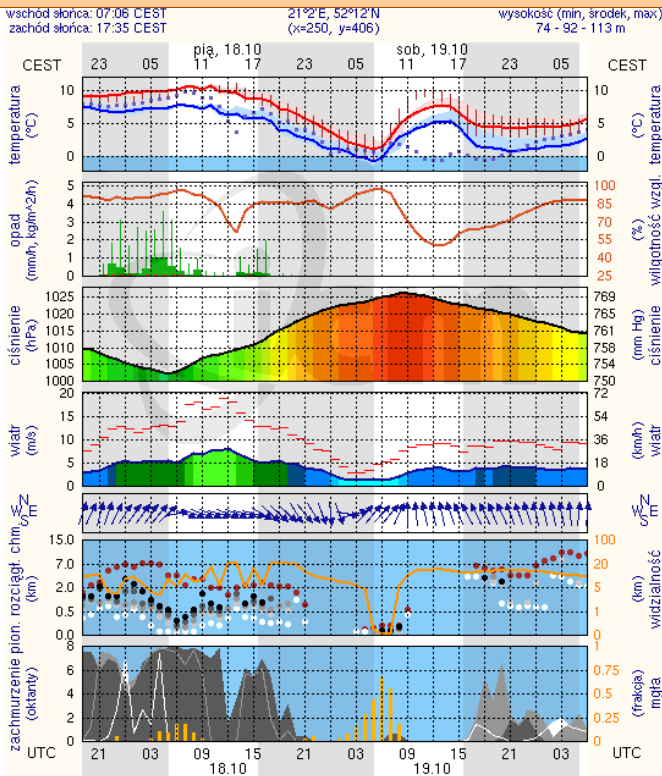 wschód słońca: 07:06 CEST 21°2'E, 52°12'N wysokość (min, środek, max)
zachód słońca: 17:35 CEST (x=250, y=406) 74 - 92 - 113 m
pią, 18.10 sob, 19.10
CEST 23 05 11 17 23 05 11 17 23 05 CEST
temperatura (°C) 10 5 0 10 5 0 temperatura (°C)
opad (mm/h, kg/m^2/h) 5 4 3 2 1 0 100 85 70 55 40 25 (%) wilgotność wzgl.
ciśnienie (hPa) 1025 1020 1015 1010 1005 1000 769 765 761 758 754 750 (mm Hg) ciśnienie
wiatr (m/s) 20 15 10 5 0 72 54 36 18 0 (km/h) wiatr
N W E S N W E S
pion. rozciągł. chm. (km) 15.0 7.0 2.0 0.5 0.0 100 20 5 1 0 (km) widzialność
zachmurzenie (oktanty) 8 6 4 2 0 1 0.75 0.5 0.25 0 (frakcja) mgła
UTC 21 03 09 15 21 03 09 15 21 03 UTC
18.10 19.10